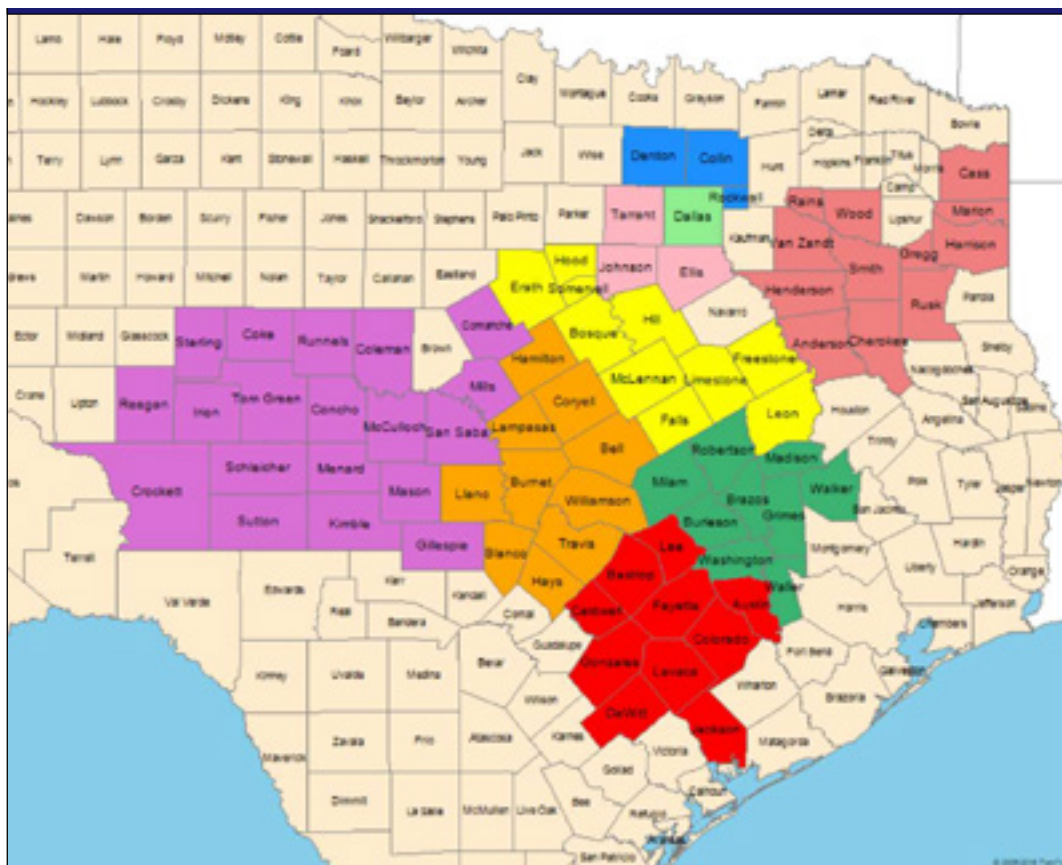 Lamb Hale Floyd Motley Cottle Foard Wilbarger Wichita
Clay Montague Cooke Grayson Fannin Lamar Red River Bowie
Hockley Lubbock Crosby Dickens King Knox Baylor Archer
Terry Lynn Garza Kent Stonewall Haskell Throckmorton Young Jack Wise Denton Collin Hunt Delta Hopkins Franklin Titus Morris Cass
Rockwall Rains Wood Camp Upshur Marion
Dawson Borden Scurry Fisher Jones Shackelford Stephens Palo Pinto Parker Tarrant Dallas Kaufman Van Zandt Smith Gregg Harrison
Martin Howard Mitchell Nolan Taylor Callahan Eastland Erath Hood Somervell Johnson Ellis Henderson Rusk Panola
Ector Midland Glasscock Sterling Coke Runnels Coleman Brown Comanche Bosque Hill Navarro Anderson Cherokee Shelby
Crane Upton Reagan Irion Tom Green Concho McCulloch San Saba Mills Hamilton McLennan Limestone Freestone Nacogdoches San Augustine
Lampasas Coryell Falls Leon Houston Angelina
Crockett Schleicher Menard Mason Llano Burnet Bell Robertson Madison Trinity
Sutton Kimble Gillespie Williamson Milam Brazos Walker Grimes Polk Tyler Jasper Newton
Terrell Blanco Travis Lee Burleson Washington San Jacinto Montgomery Hardin
Val Verde Edwards Kerr Kendall Hays Bastrop Waller Liberty Orange
Real Bandera Comal Caldwell Fayette Austin Harris Jefferson
Kinney Uvalde Medina Bexar Guadalupe Gonzales Lavaca Colorado Fort Bend Chambers Galveston
Maverick Zavala Frio Atascosa Wilson Karnes DeWitt Jackson Wharton Brazoria Matagorda
Dimmit La Salle McMullen Live Oak Bee Goliad Victoria Calhoun
Refugio San Patricio Aransas